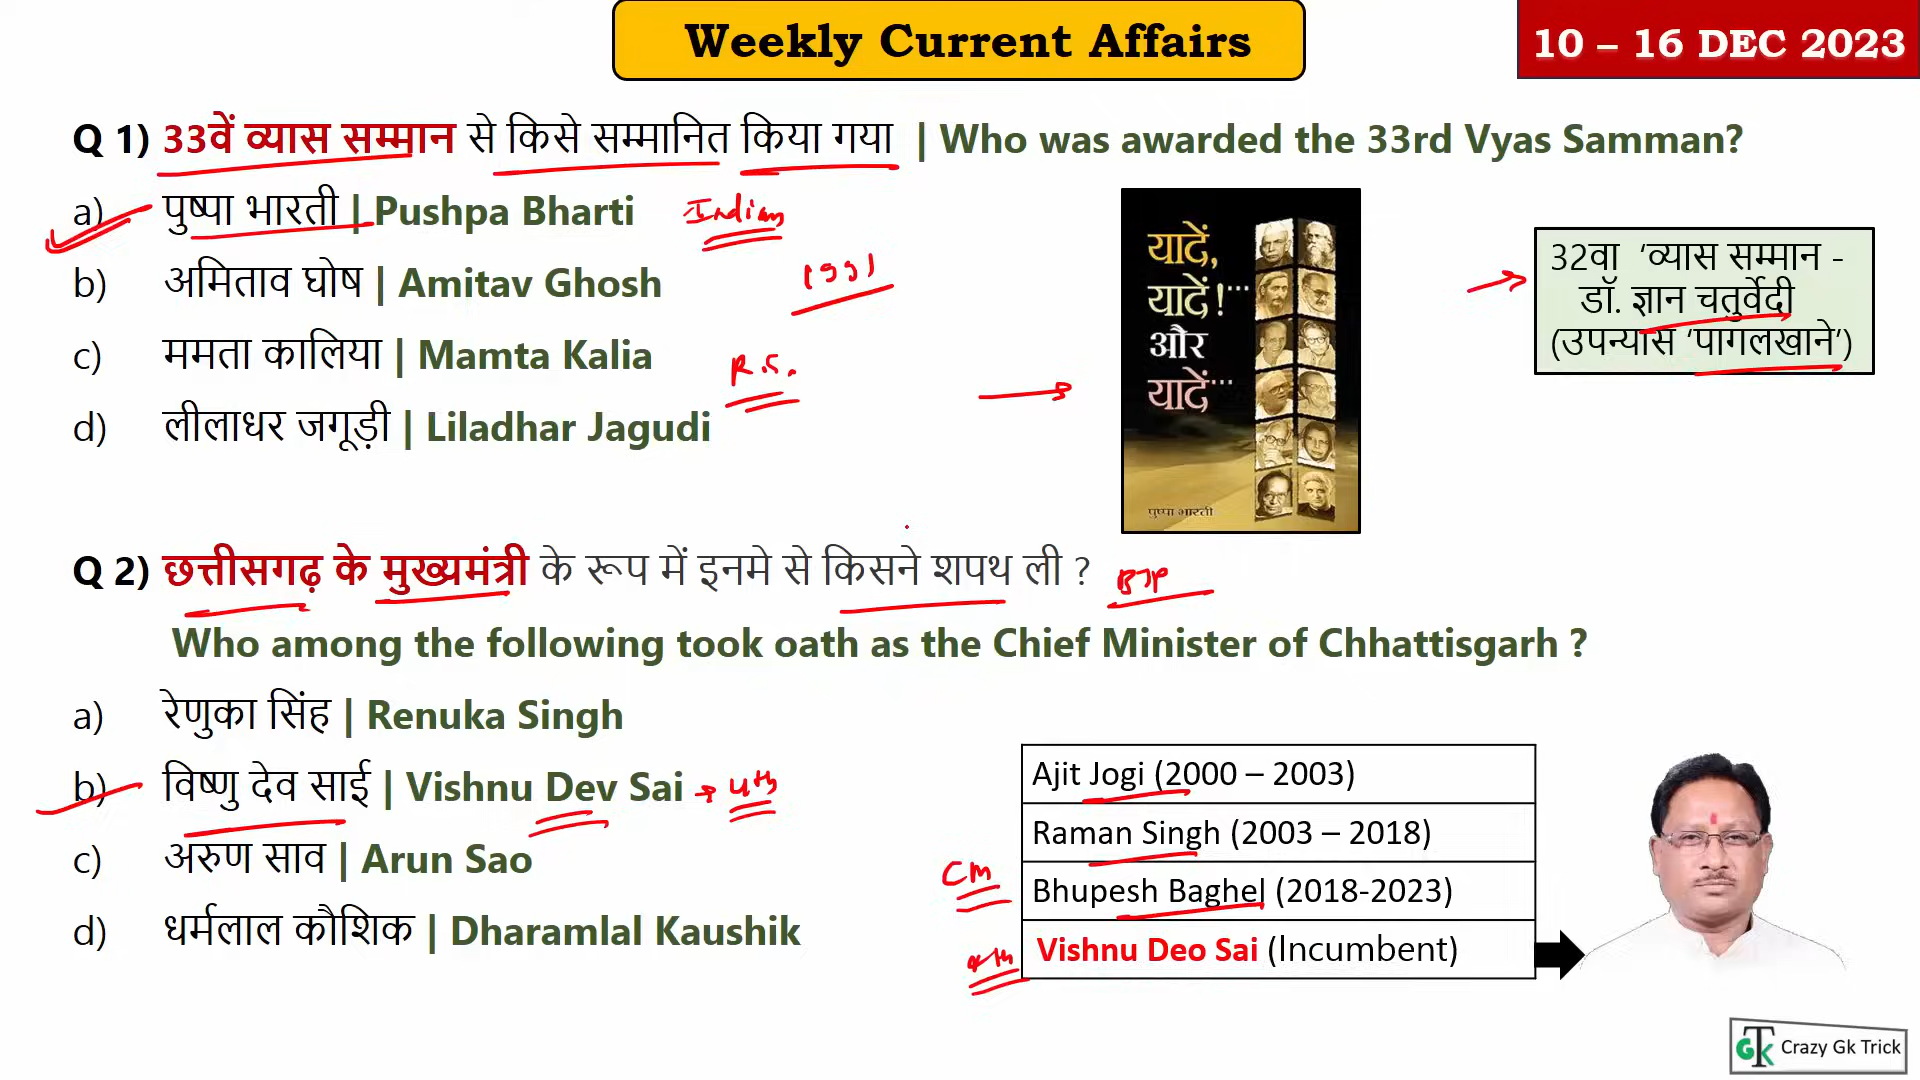 Weekly Current Affairs
10 – 16 DEC 2023
Q 1) 33वें व्यास सम्मान से किसे सम्मानित किया गया | Who was awarded the 33rd Vyas Samman?
a) पुष्पा भारती | Pushpa Bharti Indian
b) अमिताव घोष | Amitav Ghosh 1991
c) ममता कालिया | Mamta Kalia R.S.
d) लीलाधर जगूड़ी | Liladhar Jagudi
यादें,
यादें!...
और
यादें...
पुष्पा भारती
32वा ‘व्यास सम्मान -
डॉ. ज्ञान चतुर्वेदी
(उपन्यास ‘पागलखाने’)
Q 2) छत्तीसगढ़ के मुख्यमंत्री के रूप में इनमे से किसने शपथ ली ? BJP
Who among the following took oath as the Chief Minister of Chhattisgarh ?
a) रेणुका सिंह | Renuka Singh
b) विष्णु देव साई | Vishnu Dev Sai → 4th
c) अरुण साव | Arun Sao
d) धर्मलाल कौशिक | Dharamlal Kaushik
Ajit Jogi (2000 – 2003)
Raman Singh (2003 – 2018)
CM Bhupesh Baghel (2018-2023)
4th Vishnu Deo Sai (Incumbent)
GTK Crazy Gk Trick